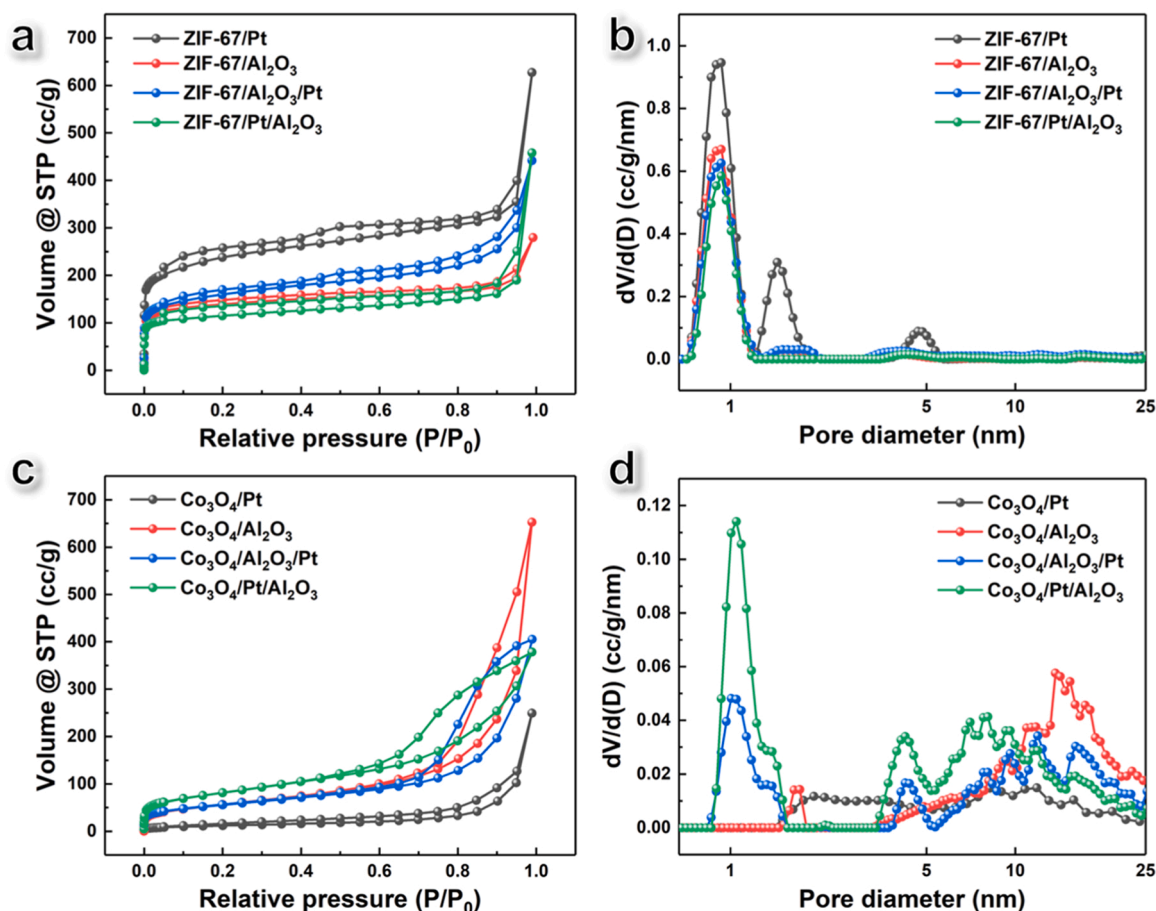 a
700
600
500
400
300
200
100
0
Volume @ STP (cc/g)
ZIF-67/Pt
ZIF-67/Al₂O₃
ZIF-67/Al₂O₃/Pt
ZIF-67/Pt/Al₂O₃
0.0 0.2 0.4 0.6 0.8 1.0
Relative pressure (P/P₀)
b
1.0
0.8
0.6
0.4
0.2
0.0
dV/d(D) (cc/g/nm)
ZIF-67/Pt
ZIF-67/Al₂O₃
ZIF-67/Al₂O₃/Pt
ZIF-67/Pt/Al₂O₃
1 5 10 25
Pore diameter (nm)
c
700
600
500
400
300
200
100
0
Volume @ STP (cc/g)
Co₃O₄/Pt
Co₃O₄/Al₂O₃
Co₃O₄/Al₂O₃/Pt
Co₃O₄/Pt/Al₂O₃
0.0 0.2 0.4 0.6 0.8 1.0
Relative pressure (P/P₀)
d
0.12
0.10
0.08
0.06
0.04
0.02
0.00
dV/d(D) (cc/g/nm)
Co₃O₄/Pt
Co₃O₄/Al₂O₃
Co₃O₄/Al₂O₃/Pt
Co₃O₄/Pt/Al₂O₃
1 5 10 25
Pore diameter (nm)